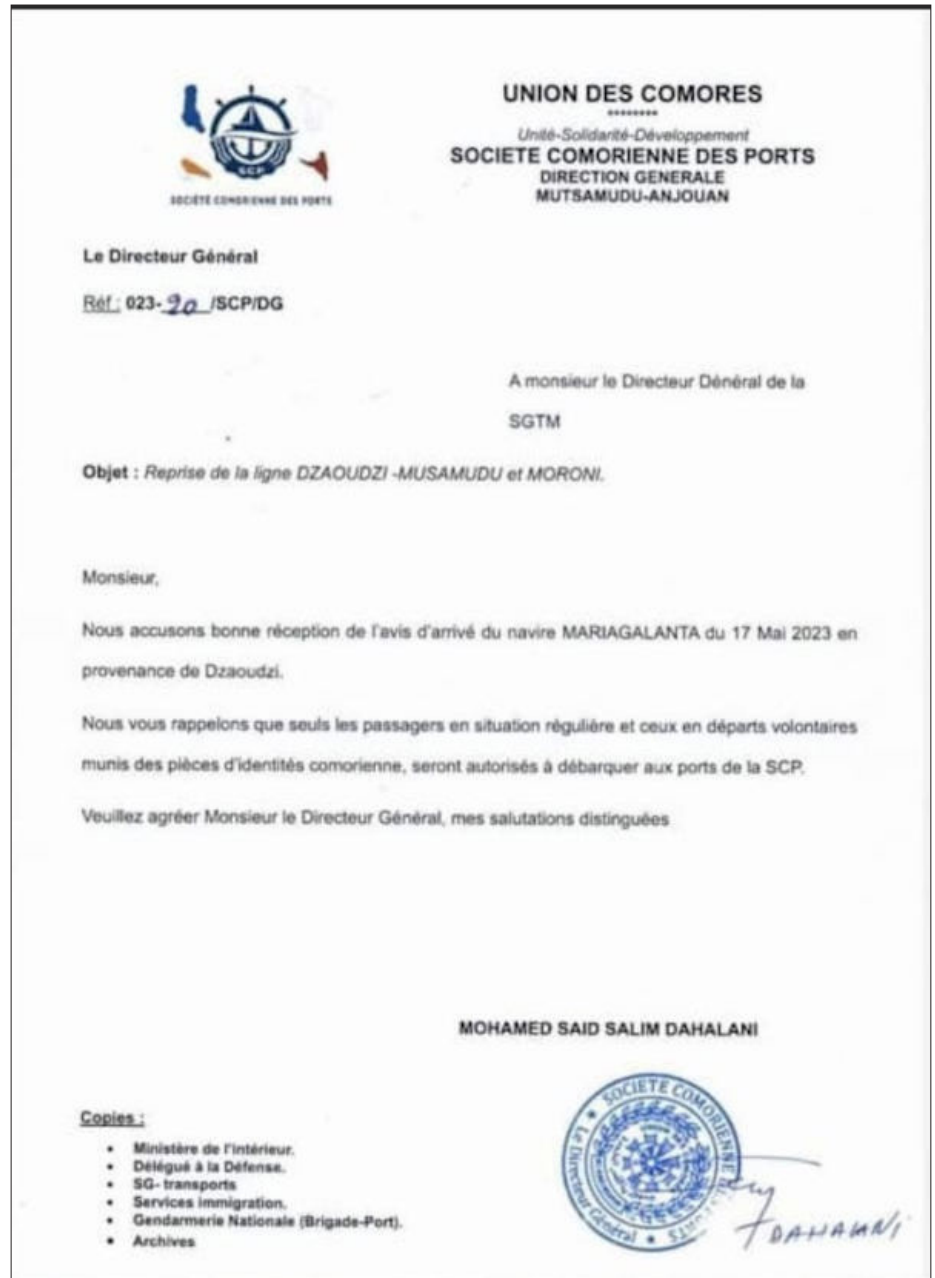 UNION DES COMORES
********
Unité-Solidarité-Développement
SOCIETE COMORIENNE DES PORTS
DIRECTION GENERALE
MUTSAMUDU-ANJOUAN
SCP
SOCIÉTÉ COMORIENNE DES PORTS
Le Directeur Général
Réf : 023-20 /SCP/DG
A monsieur le Directeur Dénéral de la
SGTM
Objet : Reprise de la ligne DZAOUDZI -MUSAMUDU et MORONI.
Monsieur,
Nous accusons bonne réception de l'avis d'arrivé du navire MARIAGALANTA du 17 Mai 2023 en
provenance de Dzaoudzi.
Nous vous rappelons que seuls les passagers en situation régulière et ceux en départs volontaires
munis des pièces d'identités comorienne, seront autorisés à débarquer aux ports de la SCP.
Veuillez agréer Monsieur le Directeur Général, mes salutations distinguées
MOHAMED SAID SALIM DAHALANI
Copies :
• Ministère de l'Intérieur.
• Délégué à la Défense.
• SG- transports
• Services immigration.
• Gendarmerie Nationale (Brigade-Port).
• Archives
SOCIETE COMORIENNE
Le Directeur Général
DAHALANI